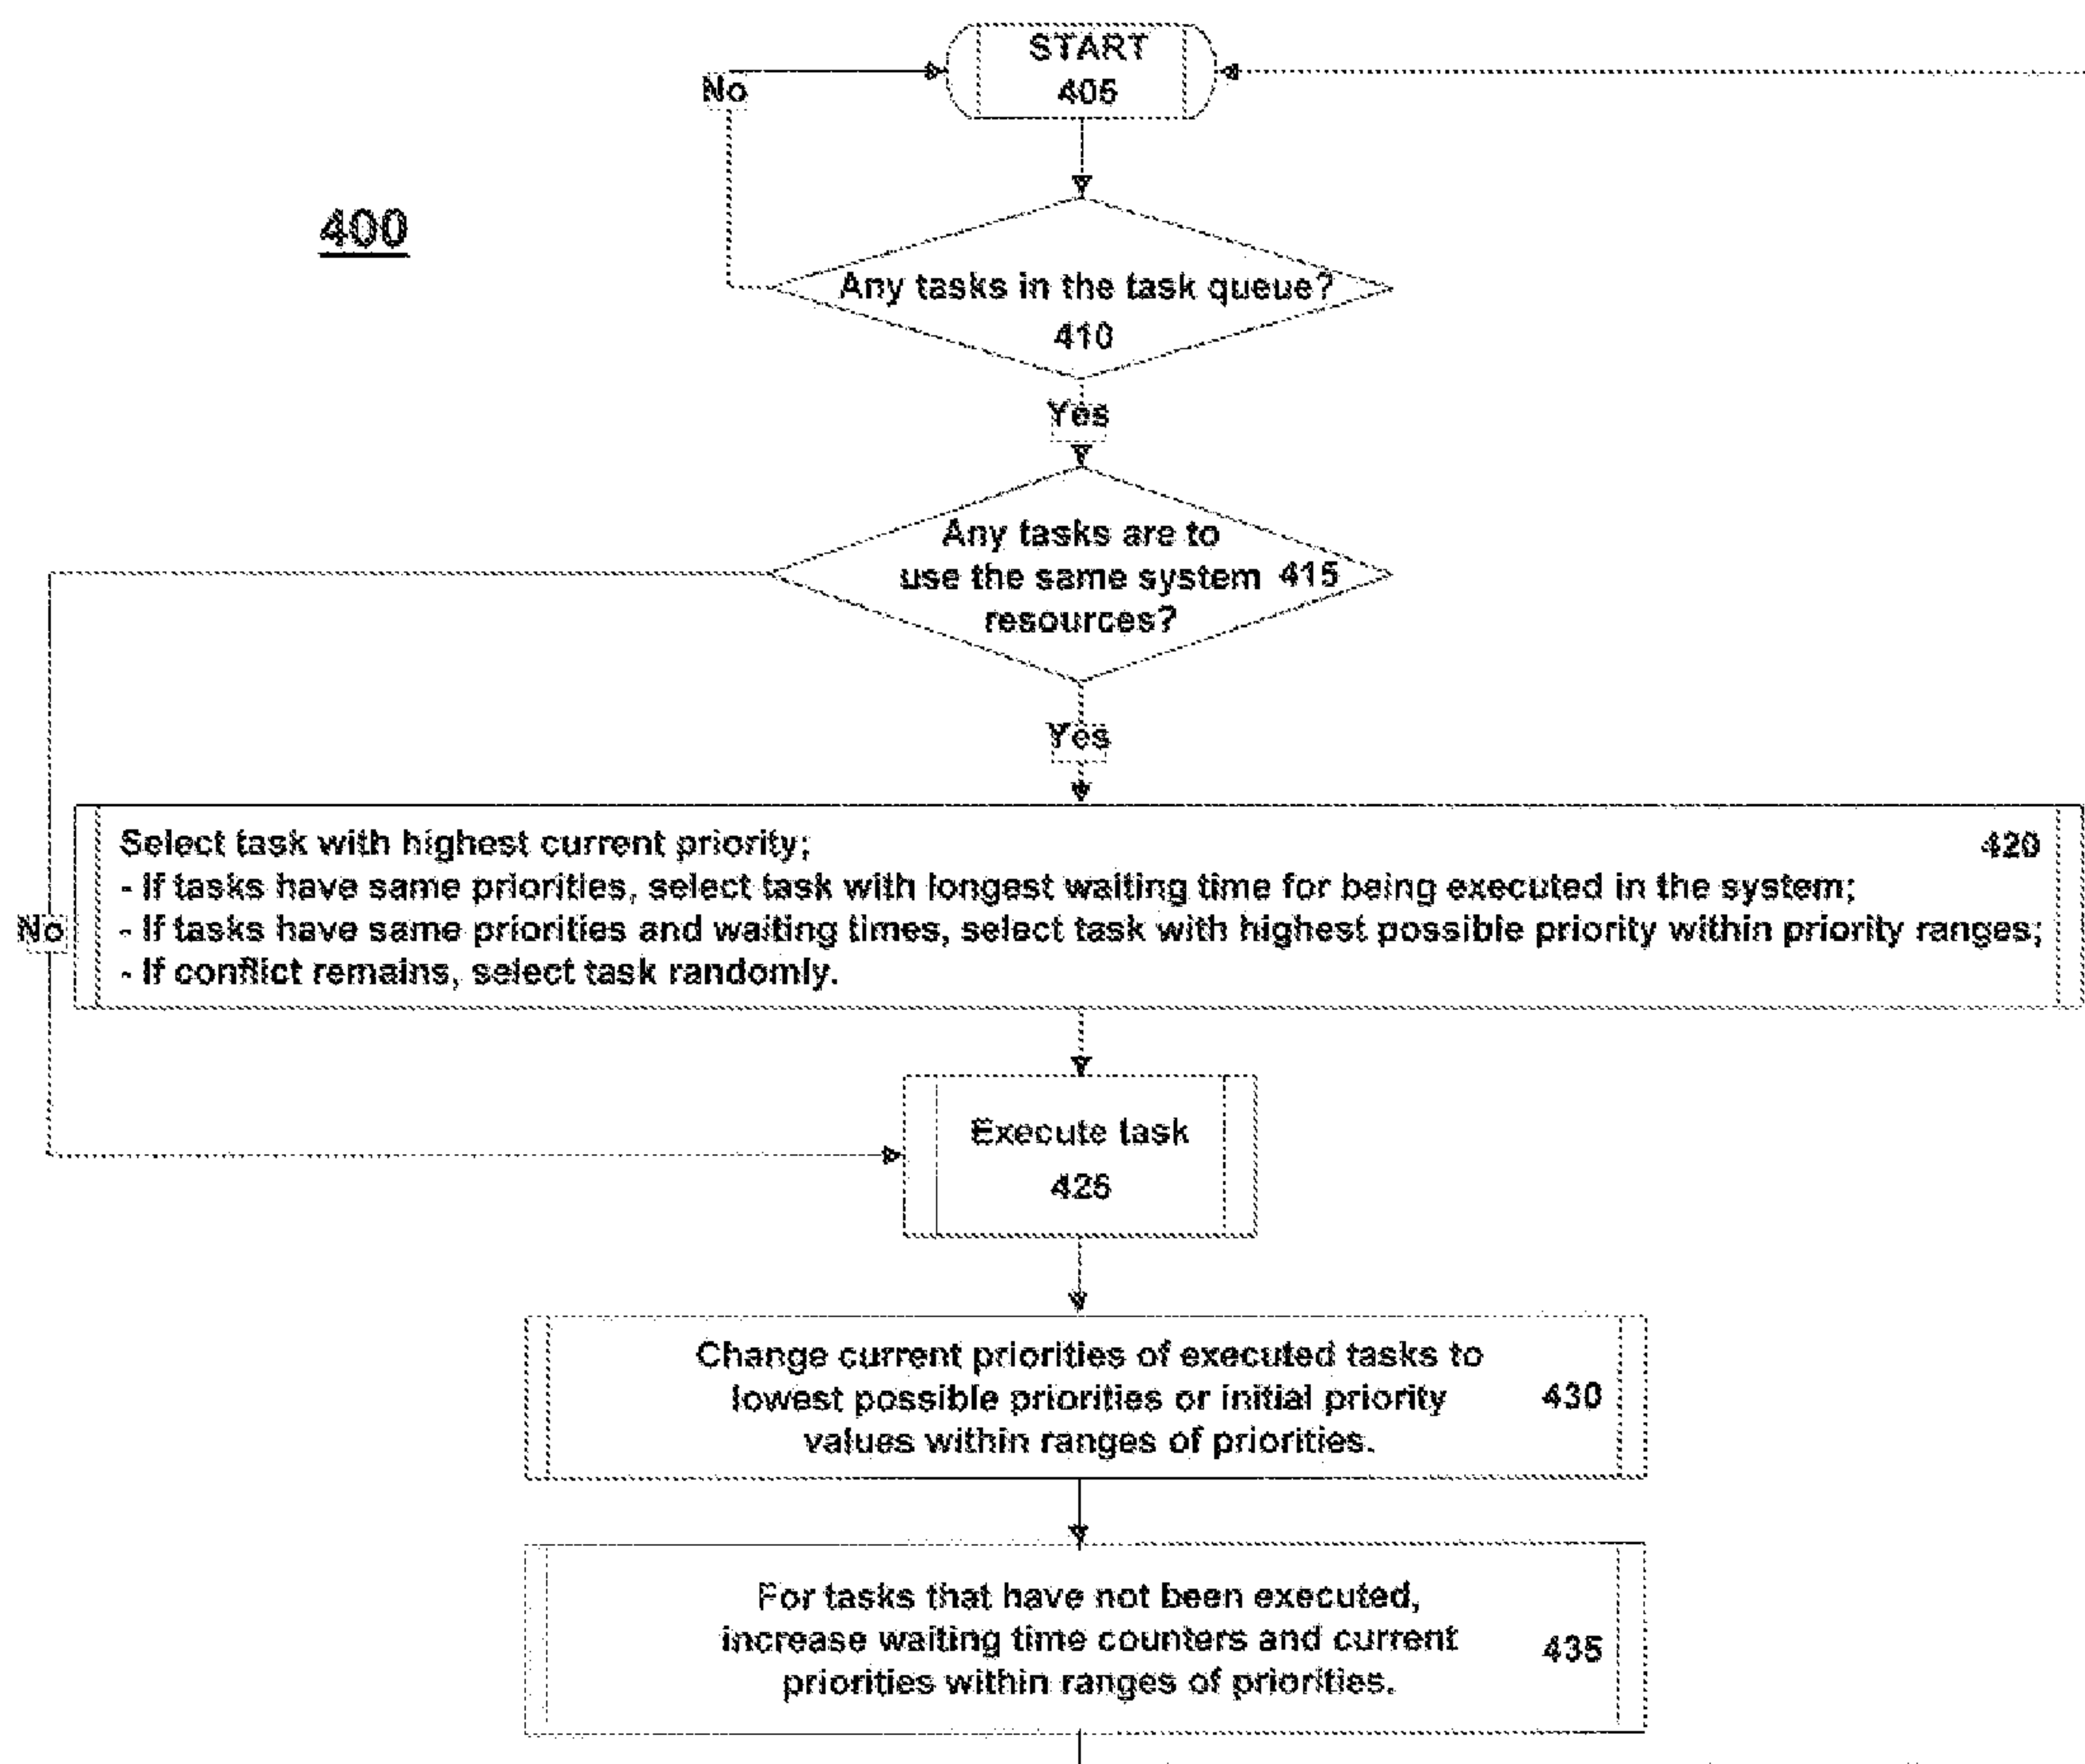 START
405
No
400
Any tasks in the task queue?
410
Yes
Any tasks are to
use the same system 415
resources?
Yes
Select task with highest current priority; 420
- If tasks have same priorities, select task with longest waiting time for being executed in the system;
- If tasks have same priorities and waiting times, select task with highest possible priority within priority ranges;
- If conflict remains, select task randomly.
No
Execute task
425
Change current priorities of executed tasks to
lowest possible priorities or initial priority 430
values within ranges of priorities.
For tasks that have not been executed,
increase waiting time counters and current 435
priorities within ranges of priorities.